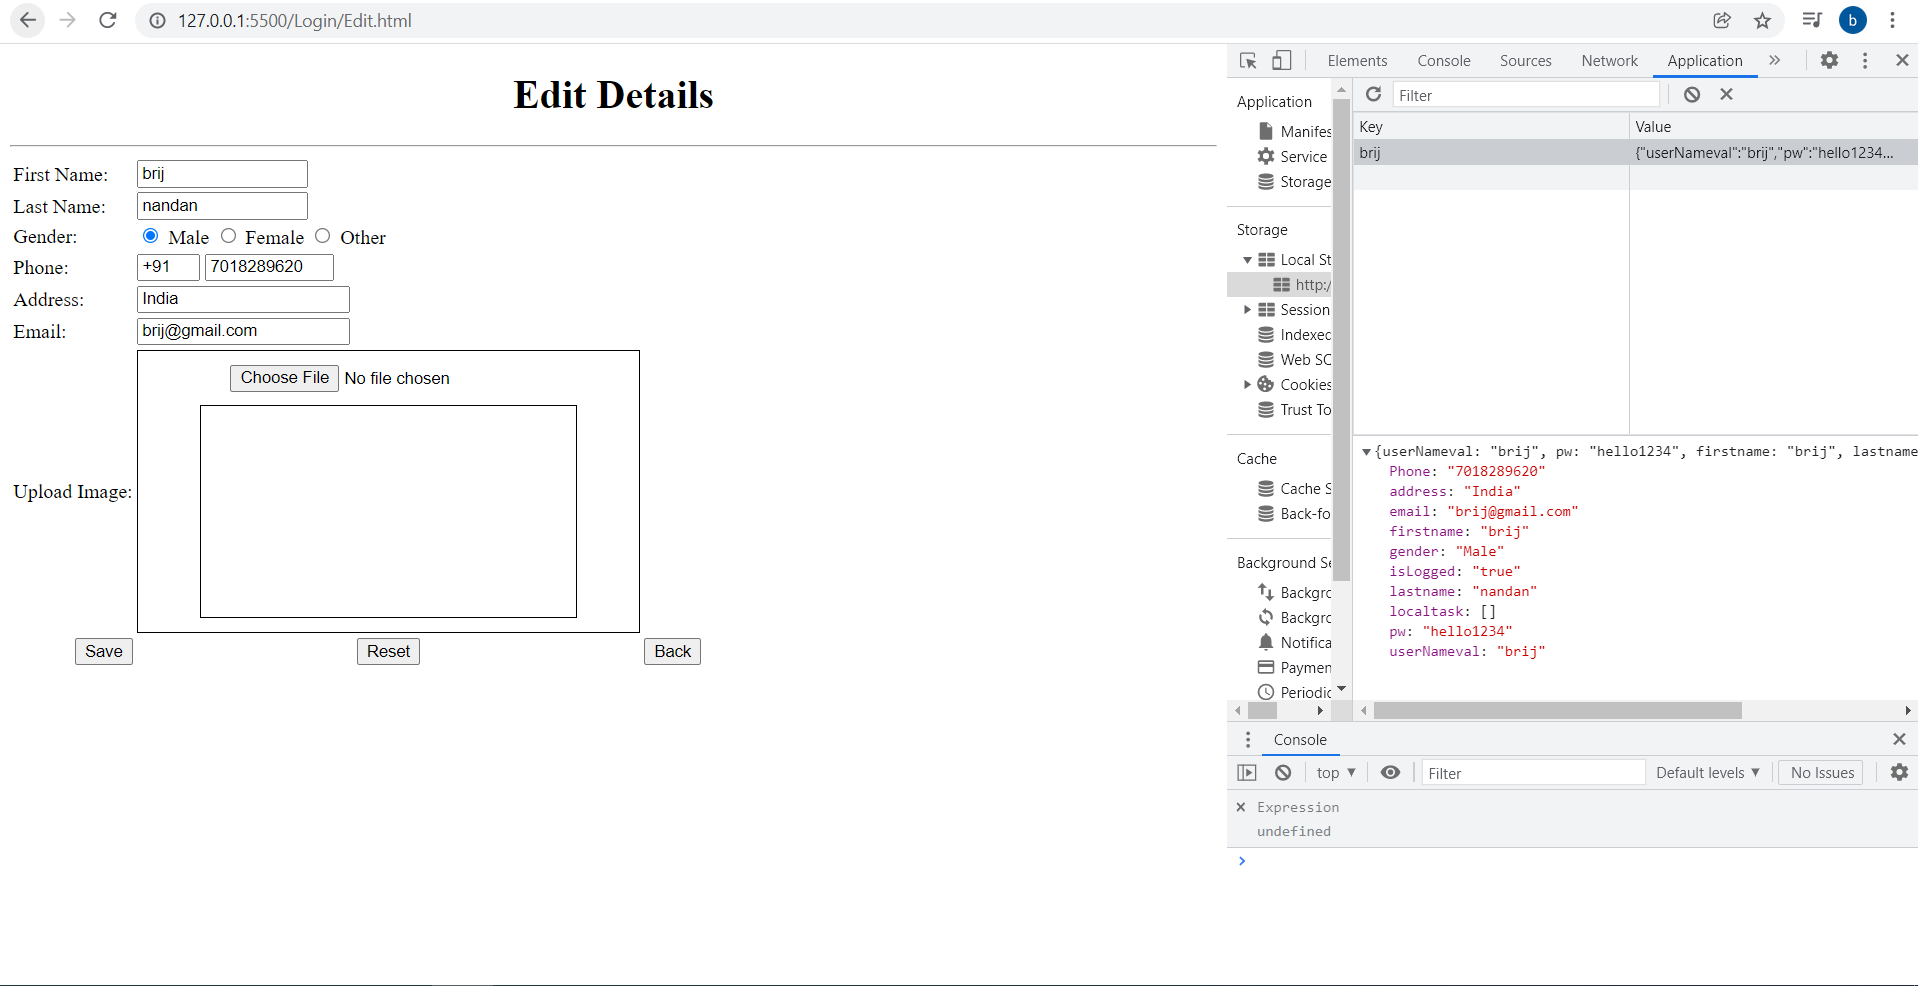 127.0.0.1:5500/Login/Edit.html
b
Edit Details
First Name: brij
Last Name: nandan
Gender: Male Female Other
Phone: +91 7018289620
Address: India
Email: brij@gmail.com
Choose File No file chosen
Upload Image:
Save Reset Back
Elements Console Sources Network Application »
Application
Manifes
Service
Storage
Storage
Local St
http:/
Session
Indexed
Web SC
Cookies
Trust To
Cache
Cache S
Back-fo
Background Se
Backgro
Backgro
Notifica
Paymen
Periodic
Filter
Key Value
brij {"userNameval":"brij","pw":"hello1234...
{userNameval: "brij", pw: "hello1234", firstname: "brij", lastname
Phone: "7018289620"
address: "India"
email: "brij@gmail.com"
firstname: "brij"
gender: "Male"
isLogged: "true"
lastname: "nandan"
localtask: []
pw: "hello1234"
userNameval: "brij"
Console
top Filter Default levels No Issues
Expression
undefined